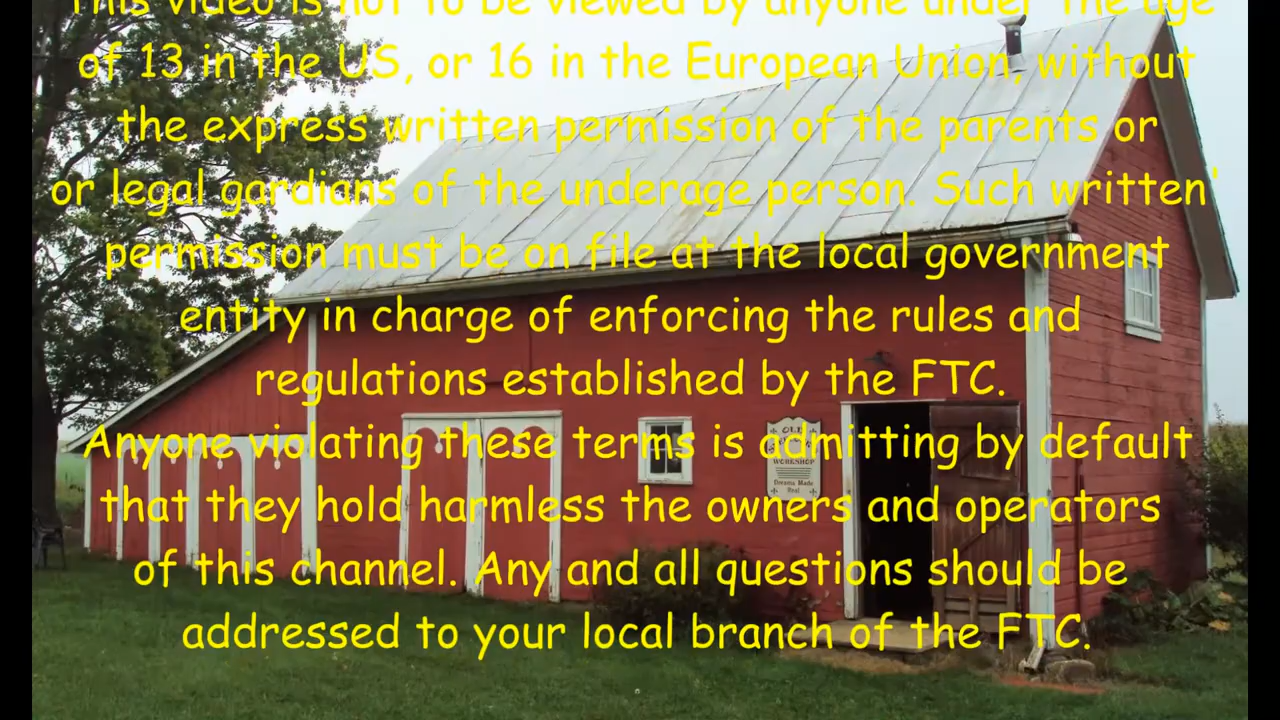 This video is not to be viewed by anyone under the age
of 13 in the US, or 16 in the European Union, without
the express written permission of the parents or
or legal gardians of the underage person. Such written'
permission must be on file at the local government
entity in charge of enforcing the rules and
regulations established by the FTC.
Anyone violating these terms is admitting by default
that they hold harmless the owners and operators
of this channel. Any and all questions should be
addressed to your local branch of the FTC.
OLD
WORKSHOP
Dreams Made
Real